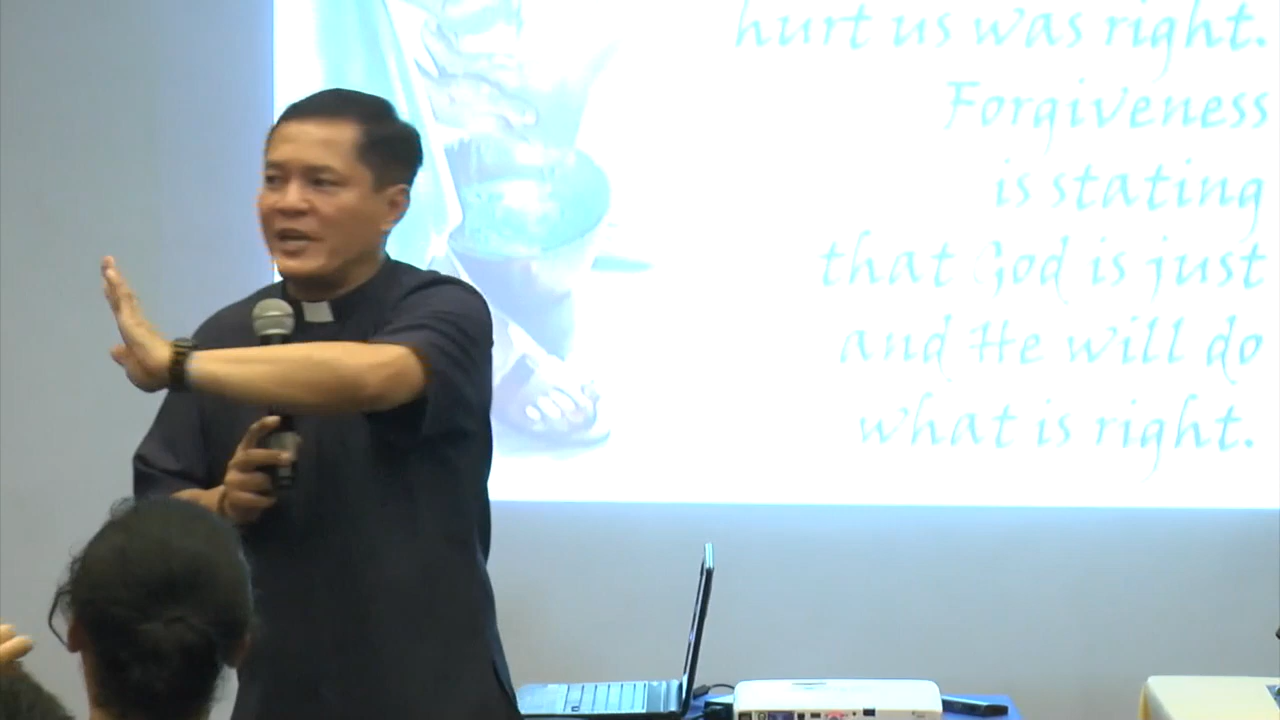 hurt us was right.
Forgiveness
is stating
that God is just
and He will do
what is right.